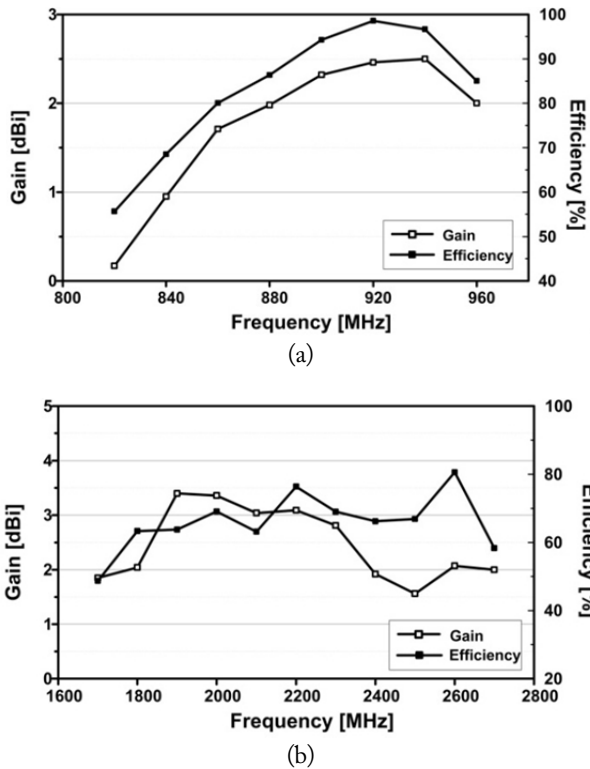 3
2
1
0
Gain [dBi]
100
90
80
70
60
50
40
Efficiency [%]
Gain
Efficiency
800 840 880 920 960
Frequency [MHz]
(a)
5
4
3
2
1
0
Gain [dBi]
100
80
60
40
20
Efficiency [%]
Gain
Efficiency
1600 1800 2000 2200 2400 2600 2800
Frequency [MHz]
(b)